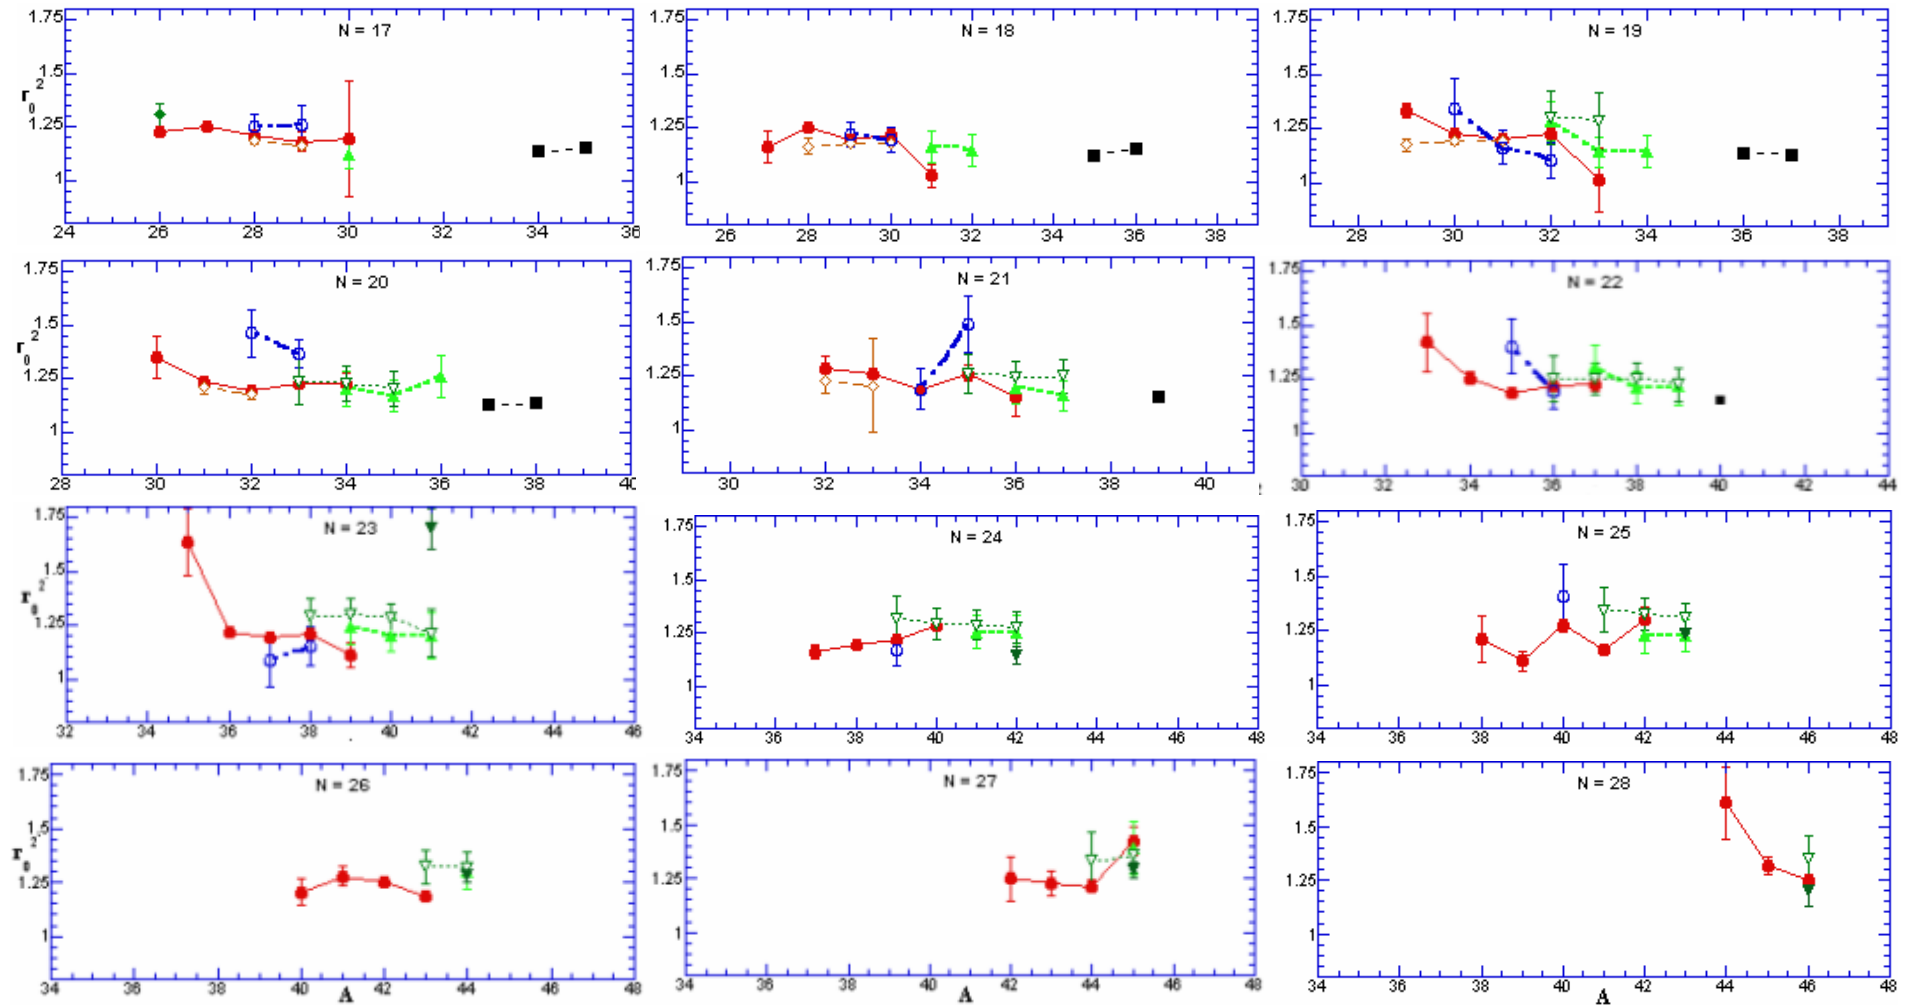 N = 17
1.75
1.5
1.25
1
r₀²
24 26 28 30 32 34 36
N = 18
1.75
1.5
1.25
1
26 28 30 32 34 36 38
N = 19
1.75
1.5
1.25
1
28 30 32 34 36 38
N = 20
1.75
1.5
1.25
1
r₀²
28 30 32 34 36 38 40
N = 21
1.75
1.5
1.25
1
30 32 34 36 38 40
N = 22
1.75
1.5
1.25
1
30 32 34 36 38 40 42 44
N = 23
1.75
1.5
1.25
1
r₀²
32 34 36 38 40 42 44 46
N = 24
1.75
1.5
1.25
1
34 36 38 40 42 44 46 48
N = 25
1.75
1.5
1.25
1
34 36 38 40 42 44 46 48
N = 26
1.75
1.5
1.25
1
r₀²
34 36 38 40 42 44 46 48
A
N = 27
1.75
1.5
1.25
1
34 36 38 40 42 44 46 48
A
N = 28
1.75
1.5
1.25
1
34 36 38 40 42 44 46 48
A